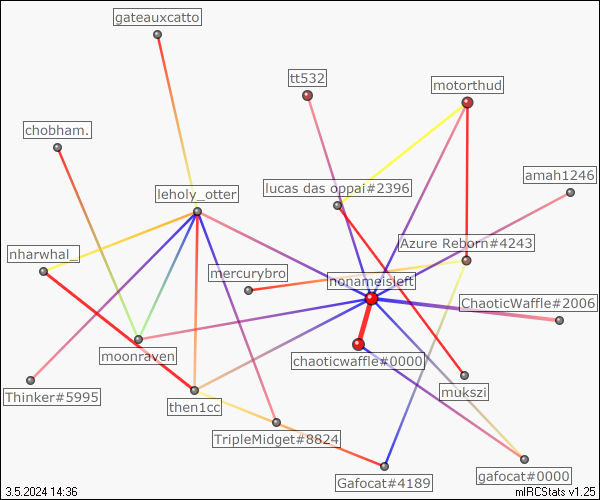 gateauxcatto
tt532
motorthud
chobham.
amah1246
leholy_otter
lucas das oppai#2396
Azure Reborn#4243
nharwhal_
mercurybro
nonameisleft
ChaoticWaffle#2006
moonraven
chaoticwaffle#0000
Thinker#5995
mukszi
then1cc
TripleMidget#8824
Gafocat#4189
gafocat#0000
3.5.2024 14:36
mIRCStats v1.25